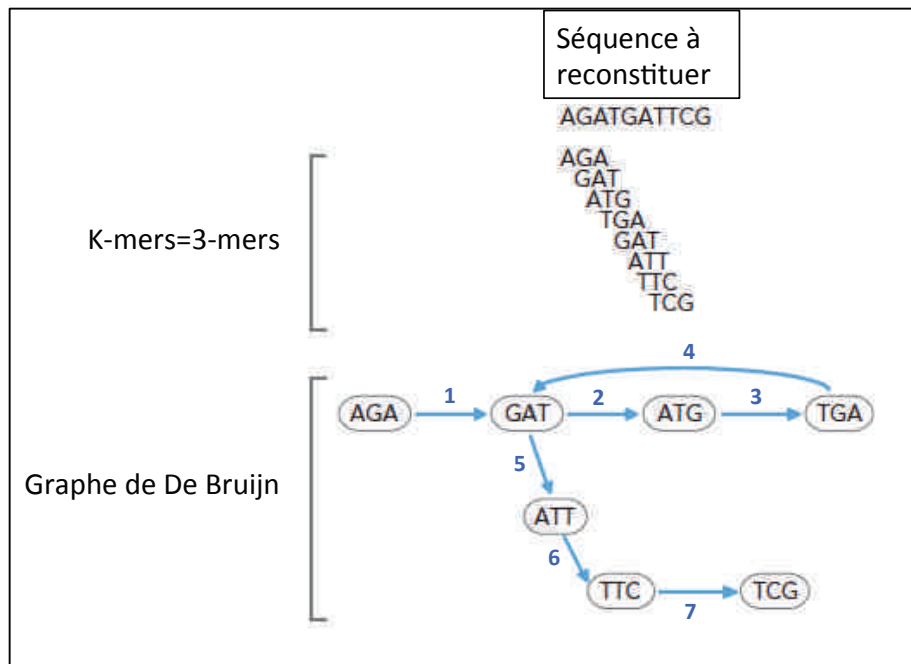 Séquence à
reconstituer
AGATGATTCG
K-mers=3-mers
AGA
GAT
ATG
TGA
GAT
ATT
TTC
TCG
Graphe de De Bruijn
4
1
2
3
AGA
GAT
ATG
TGA
5
ATT
6
TTC
TCG
7